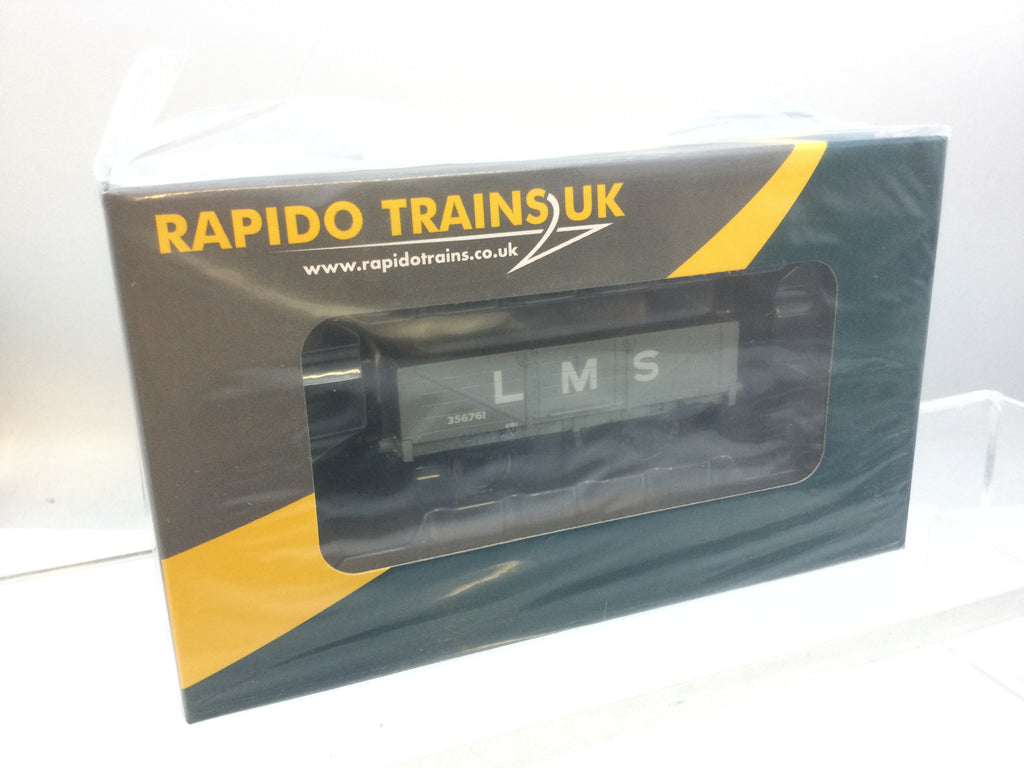 RAPIDO TRAINS UK
www.rapidotrains.co.uk
L M S
356761